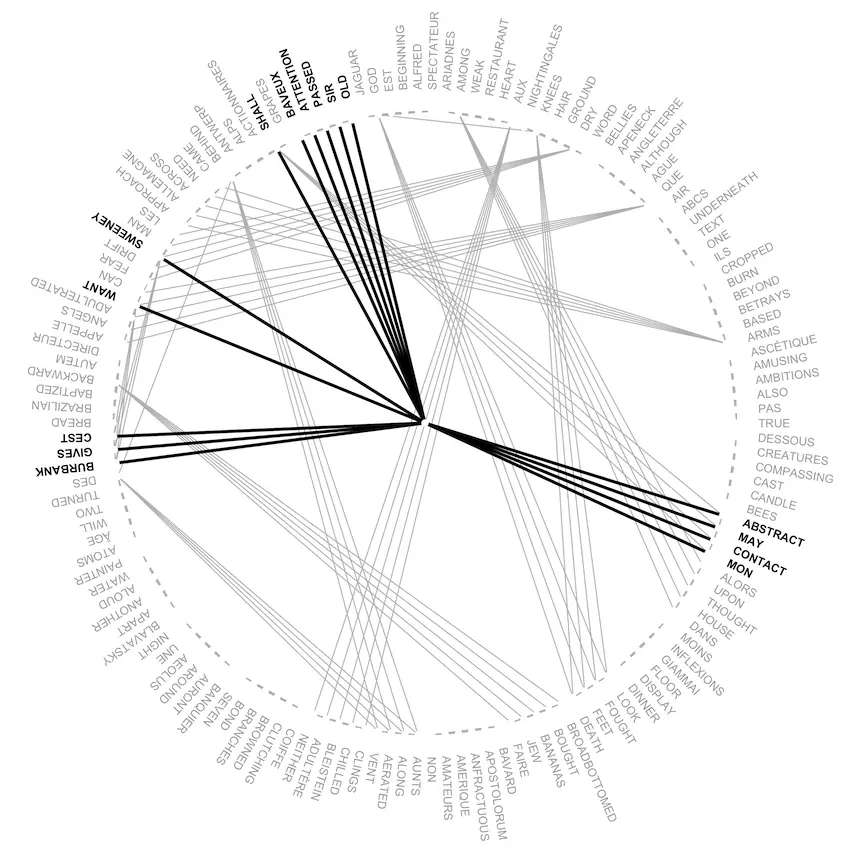 JAGUAR
GOD
EST
BEGINNING
ALFRED
SPECTATEUR
ARIADNES
AMONG
WEAK
RESTAURANT
HEART
AUX
NIGHTINGALES
KNEES
HAIR
GROUND
DRY
WORD
BELLIES
APENECK
ANGLETERRE
ALTHOUGH
AGUE
QUE
AIR
ABCS
UNDERNEATH
TEXT
ONE
ILS
CROPPED
BURN
BEYOND
BETRAYS
BASED
ARMS
ASCÉTIQUE
AMUSING
AMBITIONS
ALSO
PAS
TRUE
DESSOUS
CREATURES
COMPASSING
CAST
CANDLE
BEES
ABSTRACT
MAY
CONTACT
MON
ALORS
UPON
THOUGHT
HOUSE
DANS
MOINS
INFLEXIONS
GIAMMAI
FLOOR
DISPLAY
DINNER
LOOK
FOUGHT
FEET
DEATH
BROADBOTTOMED
BOUGHT
BANANAS
JEW
FAIRE
BAVARD
APOSTOLORUM
ANFRACTUOUS
AMERIQUE
AMATEURS
NON
AUNTS
ALONG
AERATED
VENT
CLINGS
CHILLED
BLEISTEIN
ADULTERE
NEITHER
COIFFE
CLUTCHING
BROWNED
BRANCHES
BOND
SEVEN
BANQUIER
AURONT
AROUND
AEOLUS
UNE
NIGHT
BLAVATSKY
APART
ANOTHER
ALOUD
WATER
PAINTER
ATOMS
ÂGE
WILL
TWO
TURNED
DES
BURBANK
GIVES
CEST
BREAD
BRAZILIAN
BAPTIZED
BACKWARD
AUTEM
DIRECTEUR
APPELLE
ANGELS
ADULTERATED
WANT
CAN
FEAR
DRIFT
SWEENEY
MAN
LES
APPROACH
ALLEMAGNE
ACROSS
NEED
CAME
BEHIND
ANTWERP
ALPS
ACTIONNAIRES
SHALL
GRAPES
BAVEUX
ATTENTION
PASSED
SIR
OLD